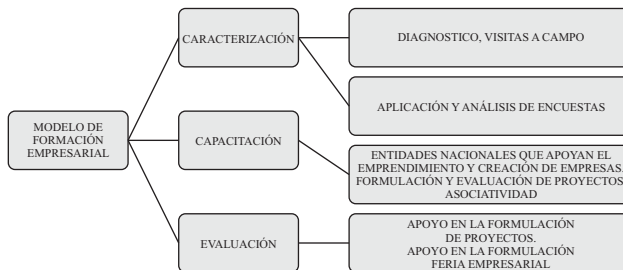 MODELO DE
FORMACIÓN
EMPRESARIAL
CARACTERIZACIÓN
DIAGNOSTICO, VISITAS A CAMPO
APLICACIÓN Y ANÁLISIS DE ENCUESTAS
CAPACITACIÓN
ENTIDADES NACIONALES QUE APOYAN EL
EMPRENDIMIENTO Y CREACIÓN DE EMPRESAS.
FORMULACIÓN Y EVALUACIÓN DE PROYECTOS
ASOCIATIVIDAD
EVALUACIÓN
APOYO EN LA FORMULACIÓN
DE PROYECTOS.
APOYO EN LA FORMULACIÓN
FERIA EMPRESARIAL